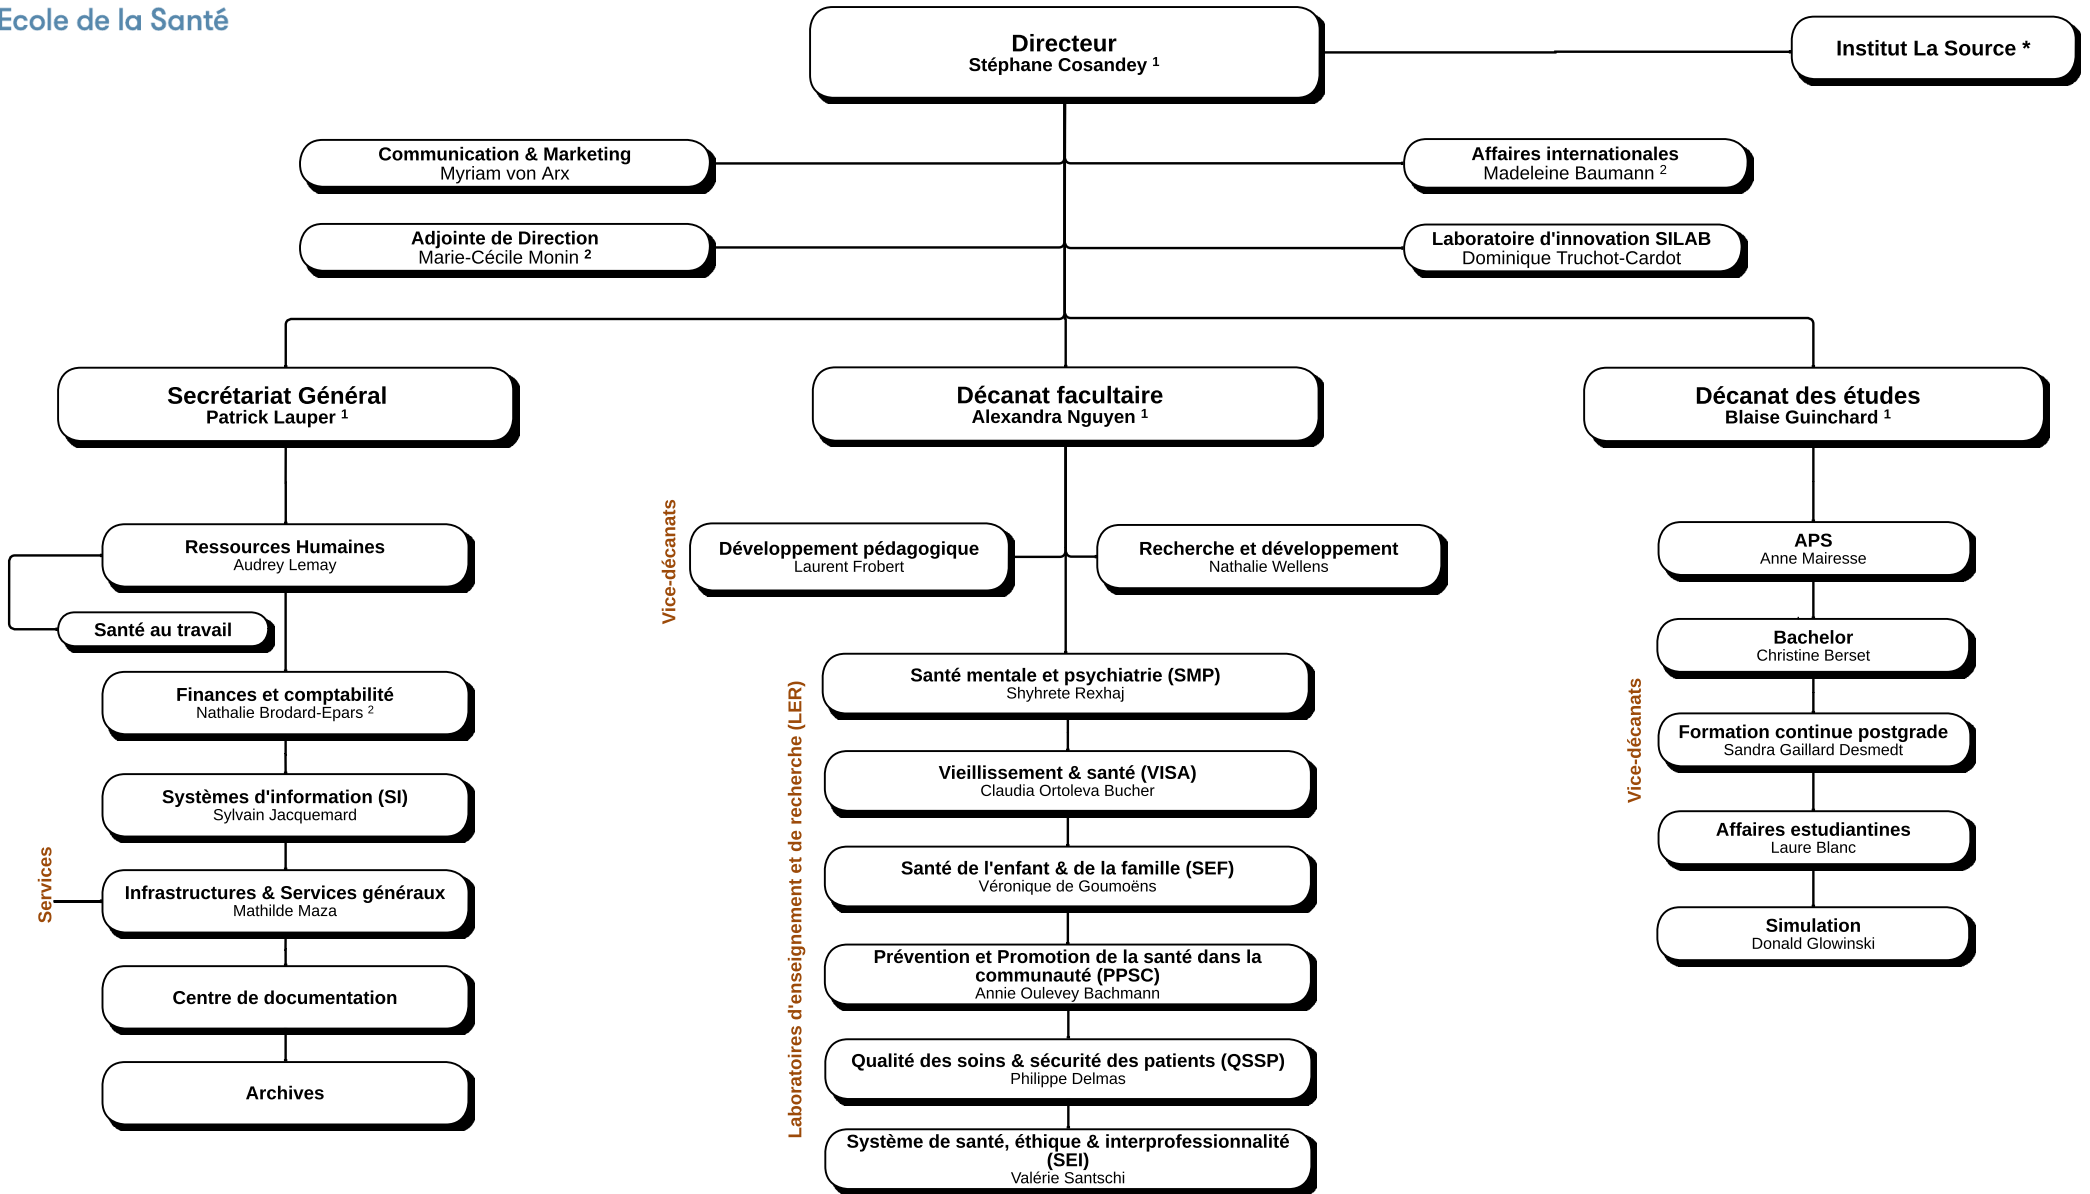 Ecole de la Santé
Directeur
Stéphane Cosandey ¹
Institut La Source *
Communication & Marketing
Myriam von Arx
Affaires internationales
Madeleine Baumann ²
Adjointe de Direction
Marie-Cécile Monin ²
Laboratoire d'innovation SILAB
Dominique Truchot-Cardot
Secrétariat Général
Patrick Lauper ¹
Décanat facultaire
Alexandra Nguyen ¹
Décanat des études
Blaise Guinchard ¹
Ressources Humaines
Audrey Lemay
Santé au travail
Finances et comptabilité
Nathalie Brodard-Epars ²
Systèmes d'information (SI)
Sylvain Jacquemard
Services
Infrastructures & Services généraux
Mathilde Maza
Centre de documentation
Archives
Vice-décanats
Développement pédagogique
Laurent Frobert
Recherche et développement
Nathalie Wellens
Laboratoires d'enseignement et de recherche (LER)
Santé mentale et psychiatrie (SMP)
Shyhrete Rexhaj
Vieillissement & santé (VISA)
Claudia Ortoleva Bucher
Santé de l'enfant & de la famille (SEF)
Véronique de Goumoëns
Prévention et Promotion de la santé dans la
communauté (PPSC)
Annie Oulevey Bachmann
Qualité des soins & sécurité des patients (QSSP)
Philippe Delmas
Système de santé, éthique & interprofessionnalité
(SEI)
Valérie Santschi
Vice-décanats
APS
Anne Mairesse
Bachelor
Christine Berset
Formation continue postgrade
Sandra Gaillard Desmedt
Affaires estudiantines
Laure Blanc
Simulation
Donald Glowinski